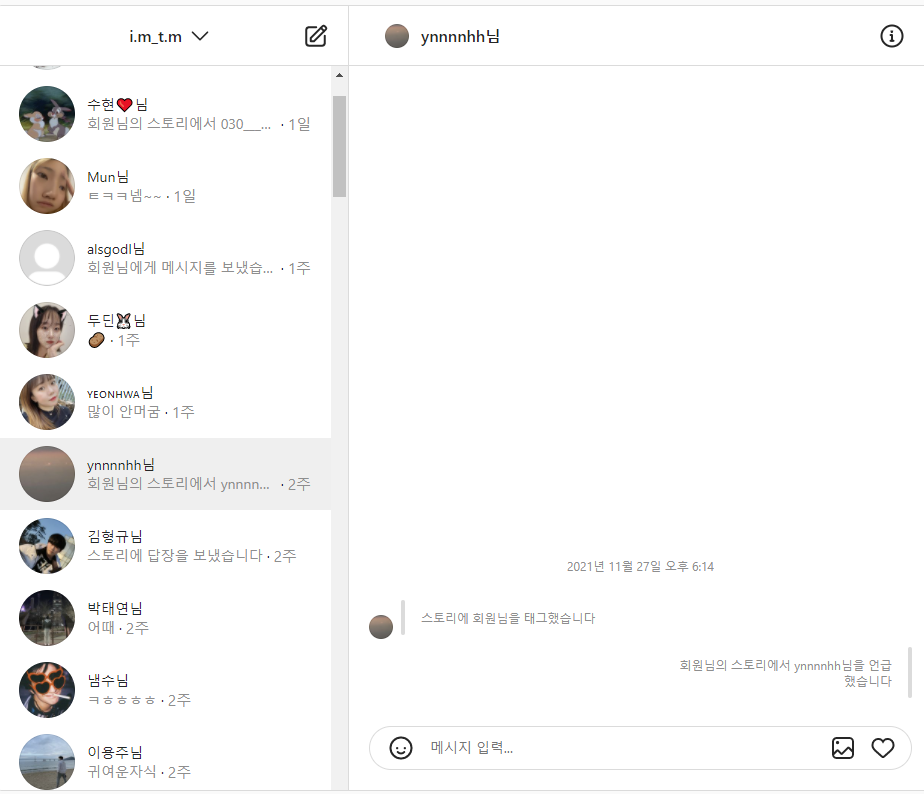 i.m_t.m
ynnnnhh님
수현❤️님
회원님의 스토리에서 030___... · 1일
Mun님
ㅌㅋㅋ넴~~ · 1일
alsgodl님
회원님에게 메시지를 보냈습... · 1주
두딘🐰님
🥔 · 1주
ʏᴇᴏɴʜᴡᴀ님
많이 안머굼 · 1주
ynnnnhh님
회원님의 스토리에서 ynnnn... · 2주
김형규님
스토리에 답장을 보냈습니다 · 2주
박태연님
어때 · 2주
냄수님
ㅋㅎㅎㅎㅎ · 2주
이용주님
귀여운자식 · 2주
2021년 11월 27일 오후 6:14
스토리에 회원님을 태그했습니다
회원님의 스토리에서 ynnnnhh님을 언급
했습니다
메시지 입력...